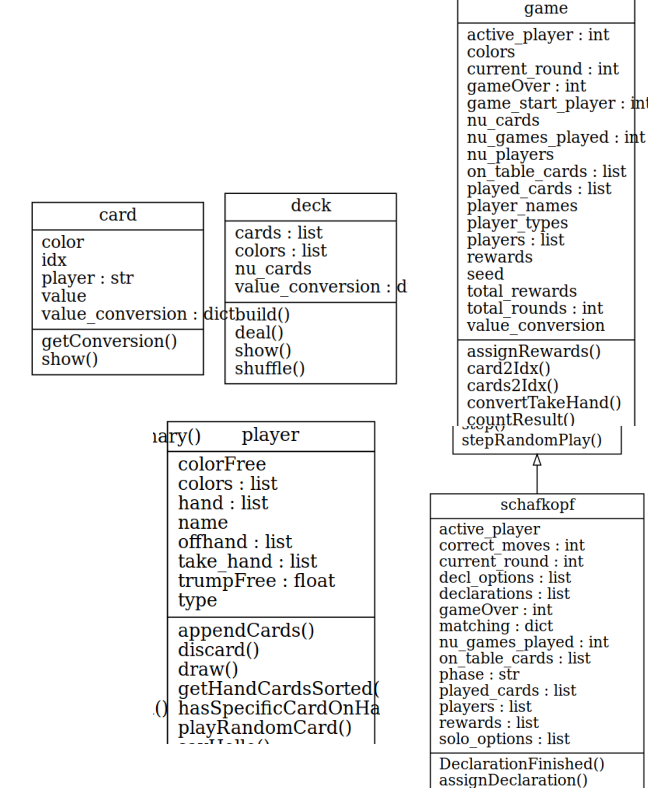 game
active_player : int
colors
current_round : int
gameOver : int
game_start_player : int
nu_cards
nu_games_played : int
nu_players
on_table_cards : list
played_cards : list
player_names
player_types
players : list
rewards
seed
total_rewards
total_rounds : int
value_conversion
assignRewards()
card2Idx()
cards2Idx()
convertTakeHand()
countResult()
stepRandomPlay()
card
color
idx
player : str
value
value_conversion : dict
getConversion()
show()
deck
cards : list
colors : list
nu_cards
value_conversion : d
build()
deal()
show()
shuffle()
player
colorFree
colors : list
hand : list
name
offhand : list
take_hand : list
trumpFree : float
type
appendCards()
discard()
draw()
getHandCardsSorted(
hasSpecificCardOnHa
playRandomCard()
schafkopf
active_player
correct_moves : int
current_round : int
decl_options : list
declarations : list
gameOver : int
matching : dict
nu_games_played : int
on_table_cards : list
phase : str
played_cards : list
players : list
rewards : list
solo_options : list
DeclarationFinished()
assignDeclaration()